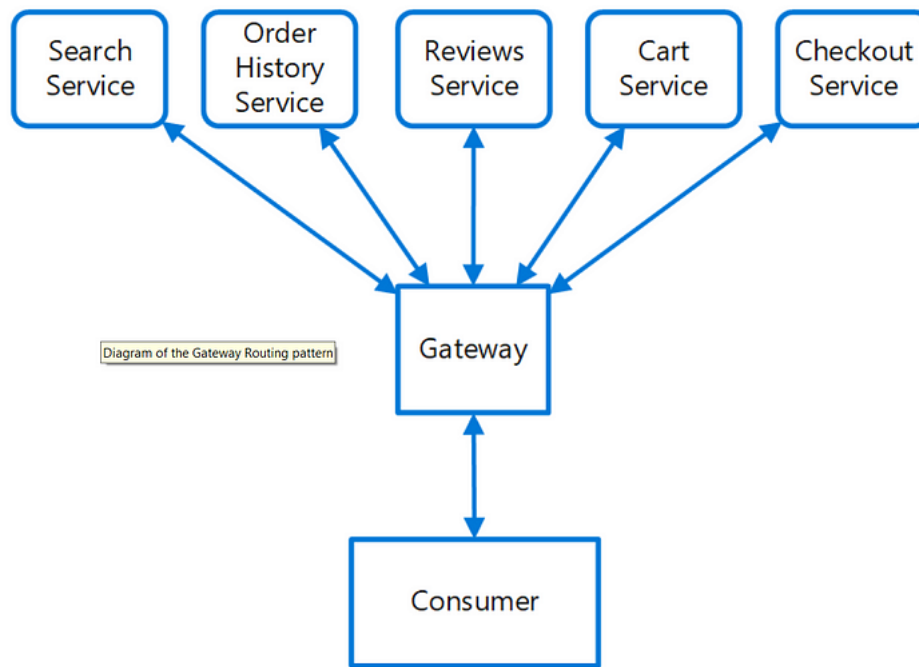 Search
Service
Order
History
Service
Reviews
Service
Cart
Service
Checkout
Service
Gateway
Diagram of the Gateway Routing pattern
Consumer